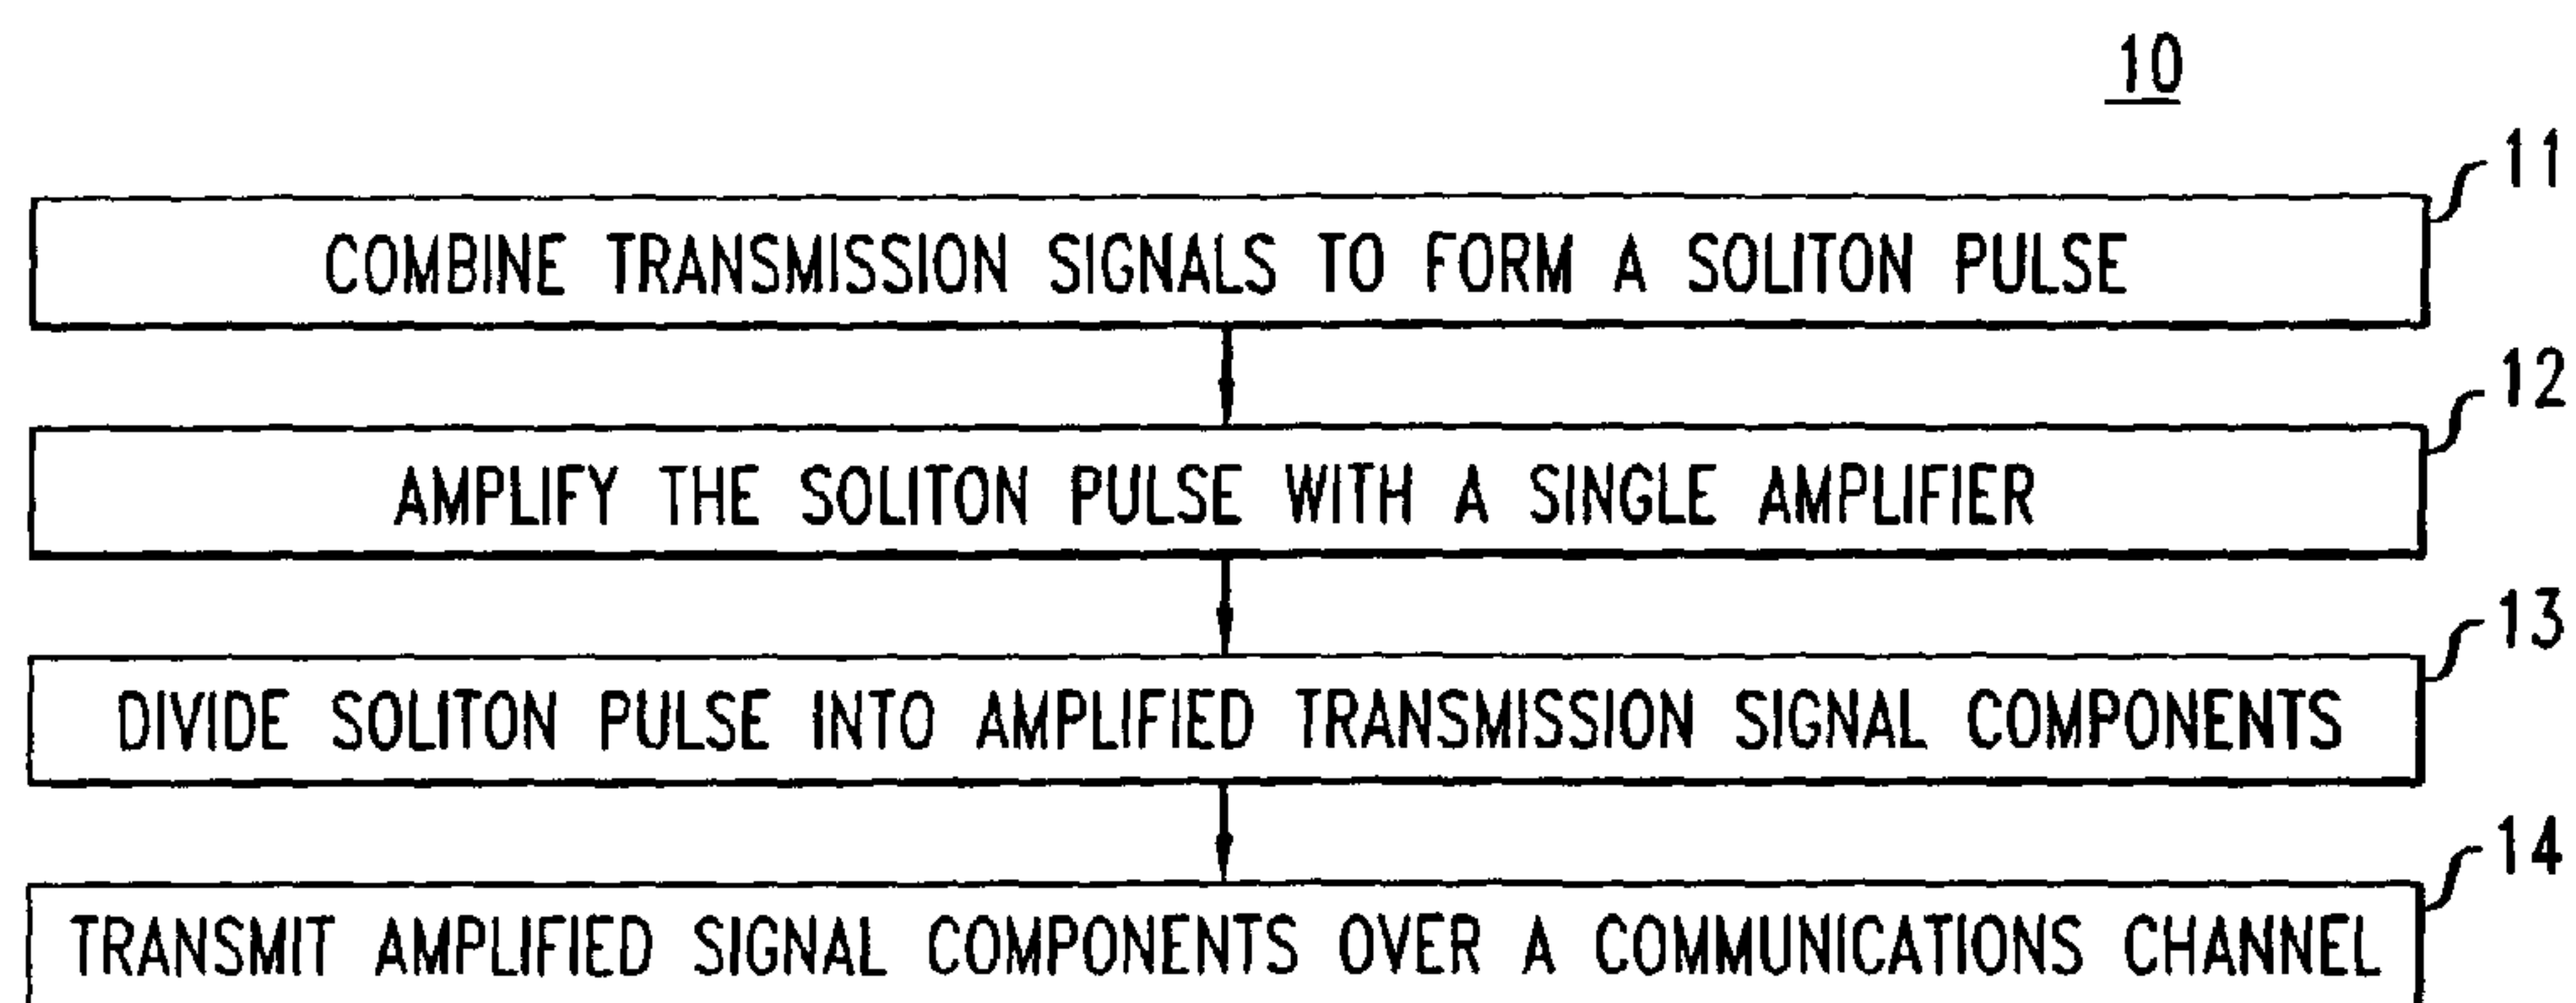 10
11
COMBINE TRANSMISSION SIGNALS TO FORM A SOLITON PULSE
12
AMPLIFY THE SOLITON PULSE WITH A SINGLE AMPLIFIER
13
DIVIDE SOLITON PULSE INTO AMPLIFIED TRANSMISSION SIGNAL COMPONENTS
14
TRANSMIT AMPLIFIED SIGNAL COMPONENTS OVER A COMMUNICATIONS CHANNEL